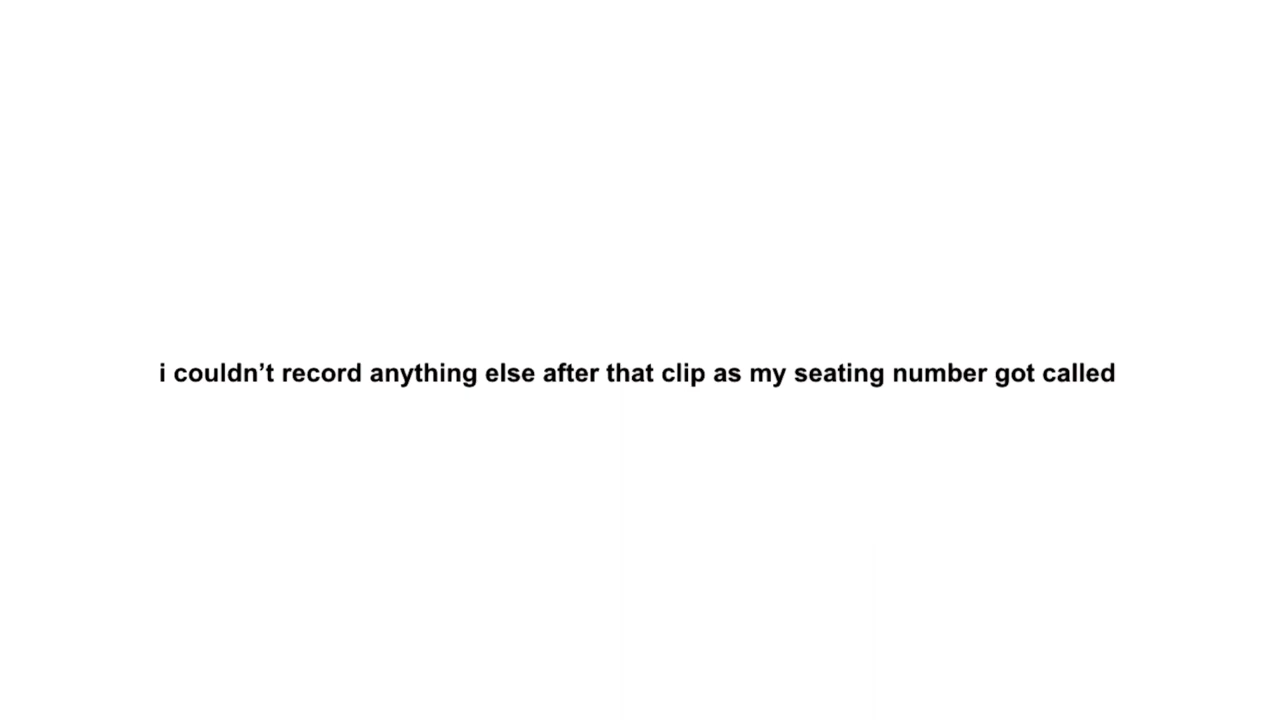 i couldn’t record anything else after that clip as my seating number got called